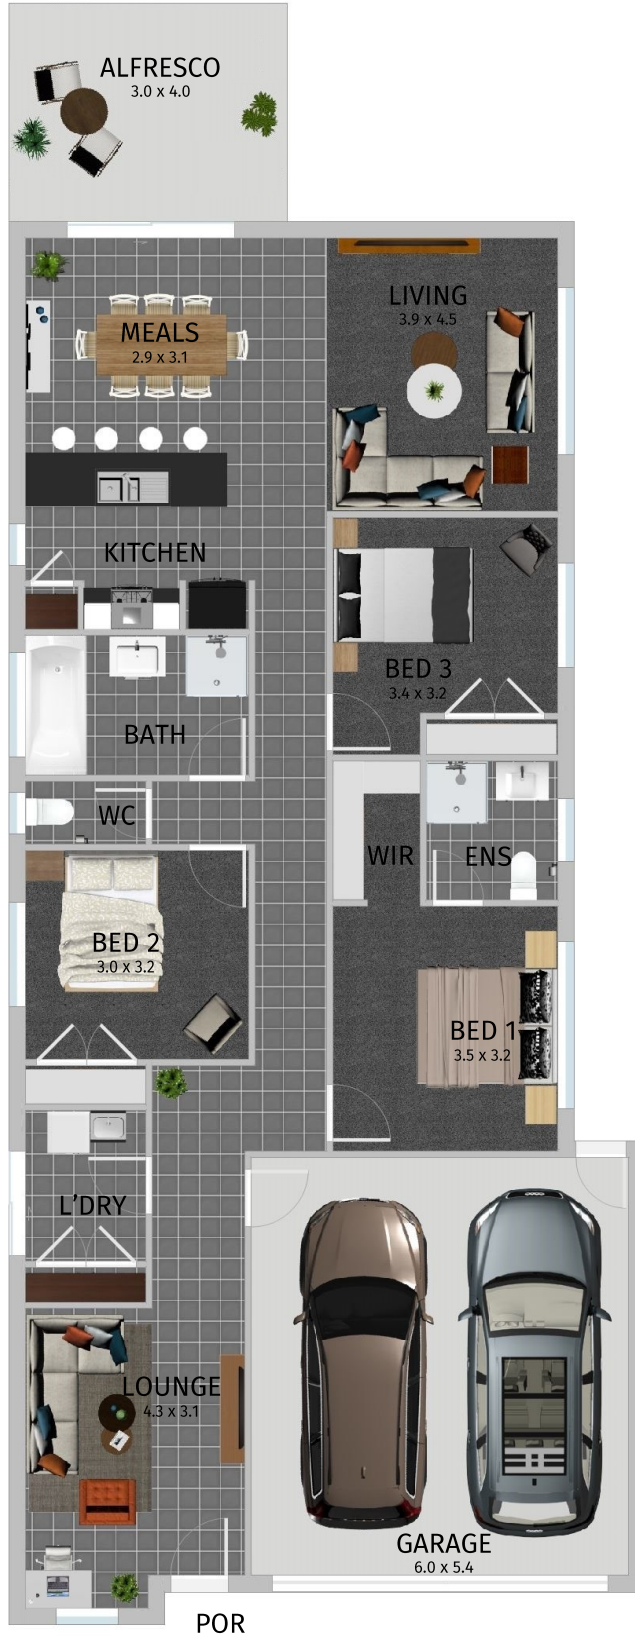 ALFRESCO
3.0 x 4.0
LIVING
3.9 x 4.5
MEALS
2.9 x 3.1
KITCHEN
BED 3
3.4 x 3.2
BATH
WC
WIR
ENS
BED 2
3.0 x 3.2
BED 1
3.5 x 3.2
L'DRY
LOUNGE
4.3 x 3.1
GARAGE
6.0 x 5.4
POR